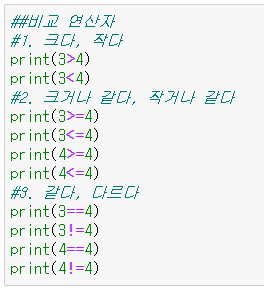 ##비교 연산자
#1. 크다, 작다
print(3>4)
print(3<4)
#2. 크거나 같다, 작거나 같다
print(3>=4)
print(3<=4)
print(4>=4)
print(4<=4)
#3. 같다, 다르다
print(3==4)
print(3!=4)
print(4==4)
print(4!=4)